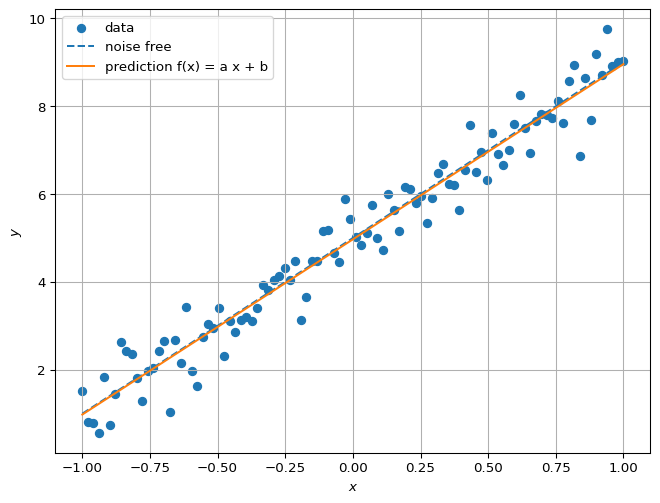 data
noise free
prediction f(x) = a x + b
10
8
6
4
2
y
−1.00 −0.75 −0.50 −0.25 0.00 0.25 0.50 0.75 1.00
x